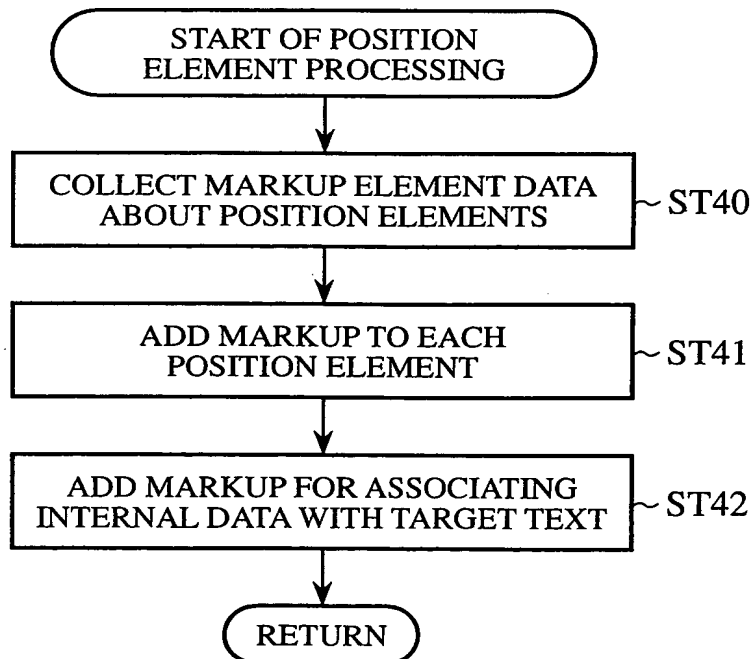 START OF POSITION
ELEMENT PROCESSING
COLLECT MARKUP ELEMENT DATA
ABOUT POSITION ELEMENTS
ST40
ADD MARKUP TO EACH
POSITION ELEMENT
ST41
ADD MARKUP FOR ASSOCIATING
INTERNAL DATA WITH TARGET TEXT
ST42
RETURN